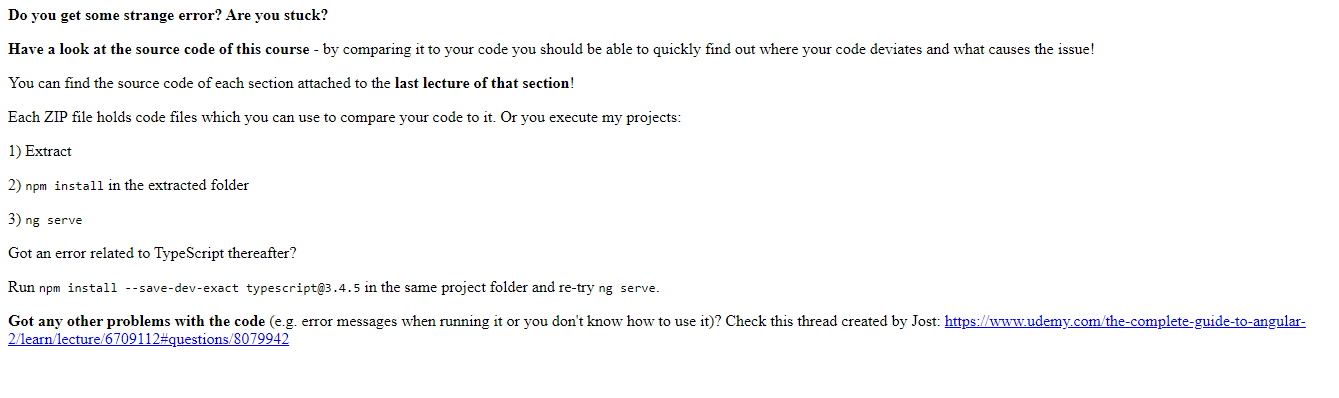 Do you get some strange error? Are you stuck?
Have a look at the source code of this course - by comparing it to your code you should be able to quickly find out where your code deviates and what causes the issue!
You can find the source code of each section attached to the last lecture of that section!
Each ZIP file holds code files which you can use to compare your code to it. Or you execute my projects:
1) Extract
2) npm install in the extracted folder
3) ng serve
Got an error related to TypeScript thereafter?
Run npm install --save-dev-exact typescript@3.4.5 in the same project folder and re-try ng serve.
Got any other problems with the code (e.g. error messages when running it or you don't know how to use it)? Check this thread created by Jost: https://www.udemy.com/the-complete-guide-to-angular-
2/learn/lecture/6709112#questions/8079942